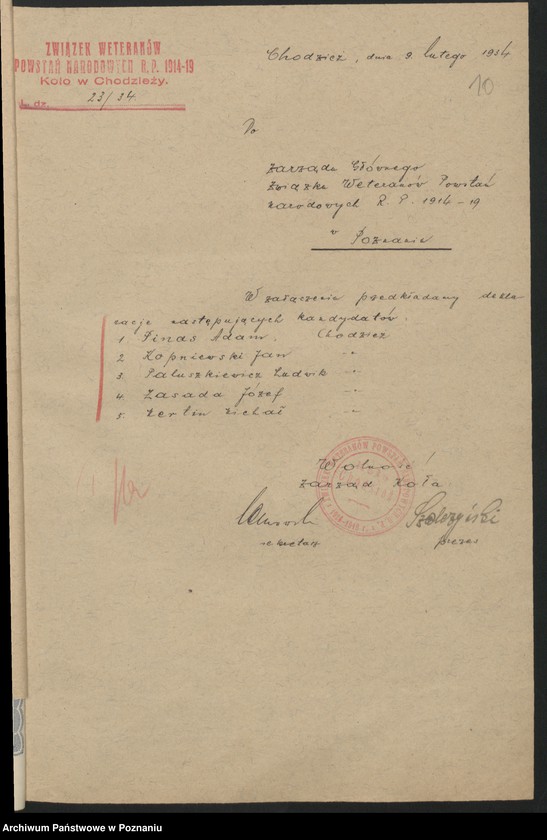 ZWIĄZEK WETERANÓW
POWSTAŃ NARODOWYCH R.P. 1914-19
Koło w Chodzieży.
L. dz. 23/34
Chodzież, dnia 9. lutego 1934
10
Do
Zarządu Głównego
Związku Weteranów Powstań
Narodowych R. P. 1914-19
w Poznaniu
W załączeniu przedkładamy dekla
racje następujących kandydatów.
1 Pinas Adam. Chodzież
2. Kopniewski Jan -"-
3. Paluszkiewicz Ludwik -"-
4. Zasada Józef -"-
5. Michał -"-
Wolność
Zarząd Koła
sekretarz prezes
Archiwum Państwowe w Poznaniu